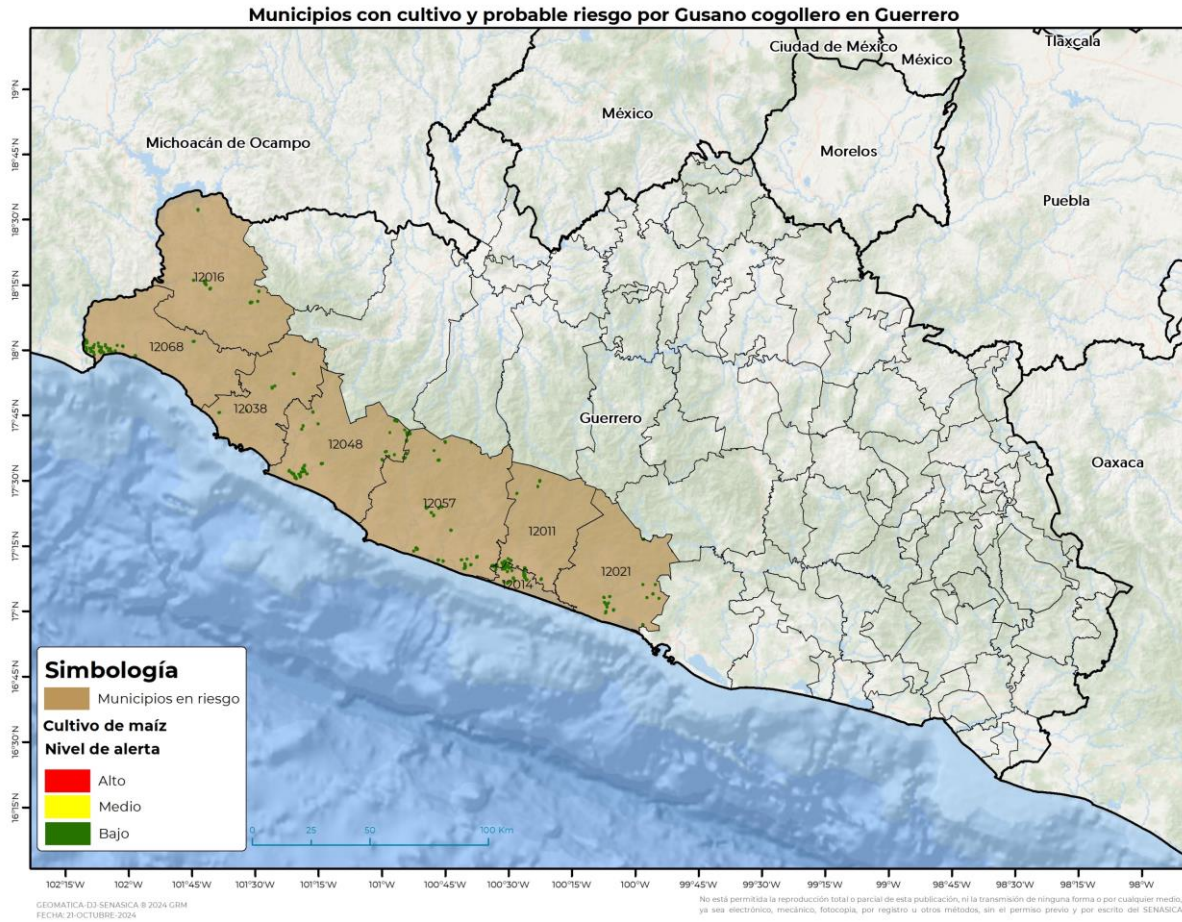 Municipios con cultivo y probable riesgo por Gusano cogollero en Guerrero
Ciudad de México
Tlaxcala
México
México
Michoacán de Ocampo
Morelos
Puebla
Guerrero
Oaxaca
12016
12068
12038
12048
12057
12011
12014
12021
19°N
18°45'N
18°30'N
18°15'N
18°N
17°45'N
17°30'N
17°15'N
17°N
16°45'N
16°30'N
16°15'N
Simbología
Municipios en riesgo
Cultivo de maíz
Nivel de alerta
Alto
Medio
Bajo
0 25 50 100 Km
102°15'W 102°W 101°45'W 101°30'W 101°15'W 101°W 100°45'W 100°30'W 100°15'W 100°W 99°45'W 99°30'W 99°15'W 99°W 98°45'W 98°30'W 98°15'W 98°W
GEOMATICA-DJ-SENASICA ® 2024 GRM
FECHA: 21-OCTUBRE-2024
No está permitida la reproducción total o parcial de esta publicación, ni la transmisión de ninguna forma o por cualquier medio,
ya sea electrónico, mecánico, fotocopia, por registro u otros métodos, sin el permiso previo y por escrito del SENASICA